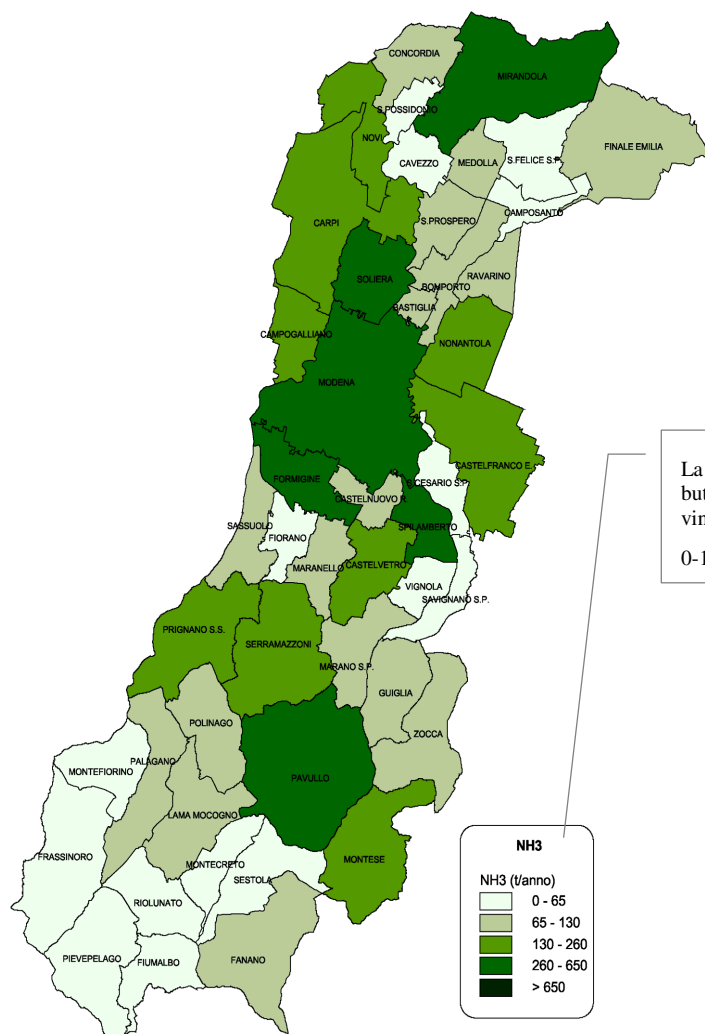 CONCORDIA
MIRANDOLA
S.POSSIDONIO
NOVI
FINALE EMILIA
S.FELICE S.P.
CAVEZZO
MEDOLLA
CAMPOSANTO
S.PROSPERO
CARPI
RAVARINO
SOLIERA
BOMPORTO
BASTIGLIA
CAMPOGALLIANO
NONANTOLA
MODENA
La
but
vin
0-1
CASTELFRANCO E.
FORMIGINE
S.CESARIO S.P.
CASTELNUOVO R.
SASSUOLO
SPILAMBERTO
FIORANO
MARANELLO
CASTELVETRO
VIGNOLA
SAVIGNANO S.P.
PRIGNANO S.S.
SERRAMAZZONI
MARANO S.P.
GUIGLIA
POLINAGO
ZOCCA
PALAGANO
MONTEFIORINO
PAVULLO
LAMA MOCOGNO
FRASSINORO
MONTECRETO
MONTESE
SESTOLA
RIOLUNATO
PIEVEPELAGO
FIUMALBO
FANANO
NH3
NH3 (t/anno)
0 - 65
65 - 130
130 - 260
260 - 650
> 650